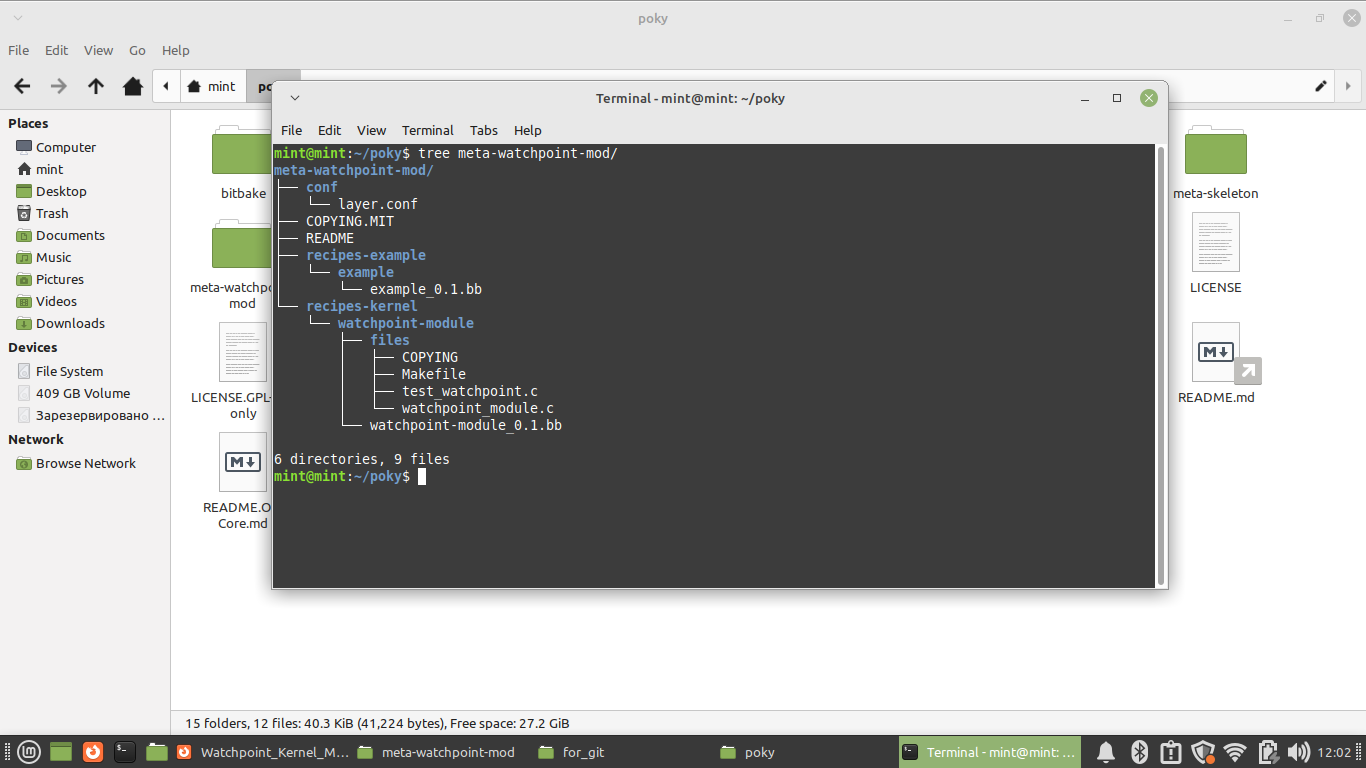 poky
File Edit View Go Help
mint
Places
Computer
mint
Desktop
Trash
Documents
Music
Pictures
Videos
Downloads
Devices
File System
409 GB Volume
Зарезервировано ...
Network
Browse Network
bitbake
mod
LICENSE.GPL-
only
README.O
Core.md
meta-skeleton
LICENSE
README.md
Terminal - mint@mint: ~/poky
File Edit View Terminal Tabs Help
mint@mint:~/poky$ tree meta-watchpoint-mod/
meta-watchpoint-mod/
├── conf
│   └── layer.conf
├── COPYING.MIT
├── README
├── recipes-example
│   └── example
│       └── example_0.1.bb
└── recipes-kernel
    └── watchpoint-module
        ├── files
        │   ├── COPYING
        │   ├── Makefile
        │   ├── test_watchpoint.c
        │   └── watchpoint_module.c
        └── watchpoint-module_0.1.bb
6 directories, 9 files
mint@mint:~/poky$
15 folders, 12 files: 40.3 KiB (41,224 bytes), Free space: 27.2 GiB
Watchpoint_Kernel_M...
meta-watchpoint-mod
for_git
poky
Terminal - mint@mint: ...
12:02